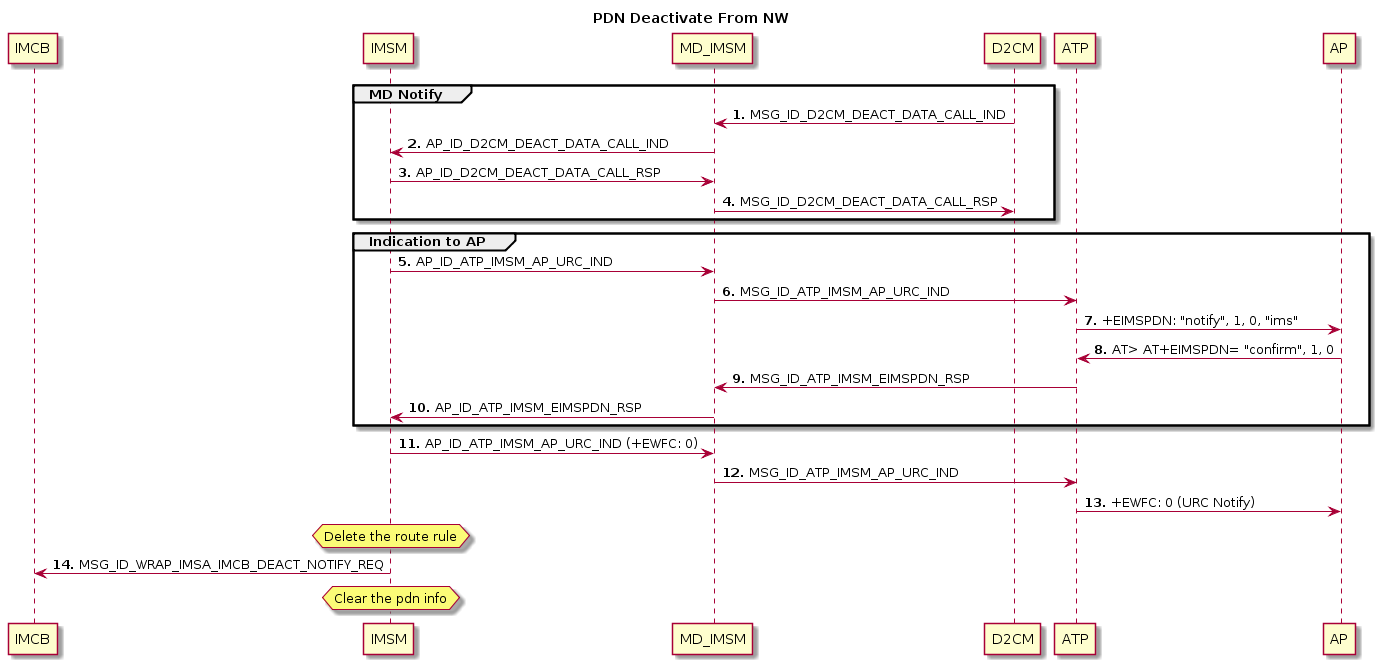 PDN Deactivate From NW
IMCB IMSM MD_IMSM D2CM ATP AP
MD Notify
1. MSG_ID_D2CM_DEACT_DATA_CALL_IND
2. AP_ID_D2CM_DEACT_DATA_CALL_IND
3. AP_ID_D2CM_DEACT_DATA_CALL_RSP
4. MSG_ID_D2CM_DEACT_DATA_CALL_RSP
Indication to AP
5. AP_ID_ATP_IMSM_AP_URC_IND
6. MSG_ID_ATP_IMSM_AP_URC_IND
7. +EIMSPDN: "notify", 1, 0, "ims"
8. AT> AT+EIMSPDN= "confirm", 1, 0
9. MSG_ID_ATP_IMSM_EIMSPDN_RSP
10. AP_ID_ATP_IMSM_EIMSPDN_RSP
11. AP_ID_ATP_IMSM_AP_URC_IND (+EWFC: 0)
12. MSG_ID_ATP_IMSM_AP_URC_IND
13. +EWFC: 0 (URC Notify)
Delete the route rule
14. MSG_ID_WRAP_IMSA_IMCB_DEACT_NOTIFY_REQ
Clear the pdn info
IMCB IMSM MD_IMSM D2CM ATP AP